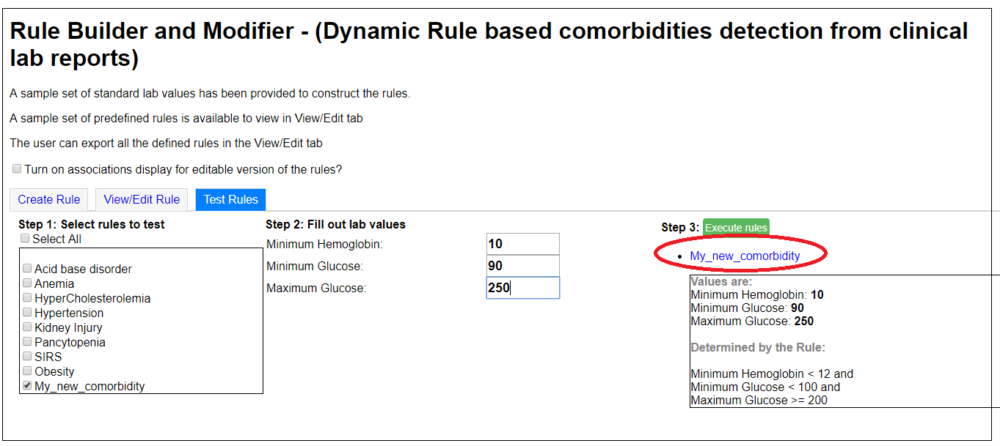 Rule Builder and Modifier - (Dynamic Rule based comorbidities detection from clinical
lab reports)
A sample set of standard lab values has been provided to construct the rules.
A sample set of predefined rules is available to view in View/Edit tab
The user can export all the defined rules in the View/Edit tab
Turn on associations display for editable version of the rules?
Create Rule View/Edit Rule Test Rules
Step 1: Select rules to test
Select All
Acid base disorder
Anemia
HyperCholesterolemia
Hypertension
Kidney Injury
Pancytopenia
SIRS
Obesity
My_new_comorbidity
Step 2: Fill out lab values
Minimum Hemoglobin: 10
Minimum Glucose: 90
Maximum Glucose: 250
Step 3: Execute rules
My_new_comorbidity
Values are:
Minimum Hemoglobin: 10
Minimum Glucose: 90
Maximum Glucose: 250
Determined by the Rule:
Minimum Hemoglobin < 12 and
Minimum Glucose < 100 and
Maximum Glucose >= 200